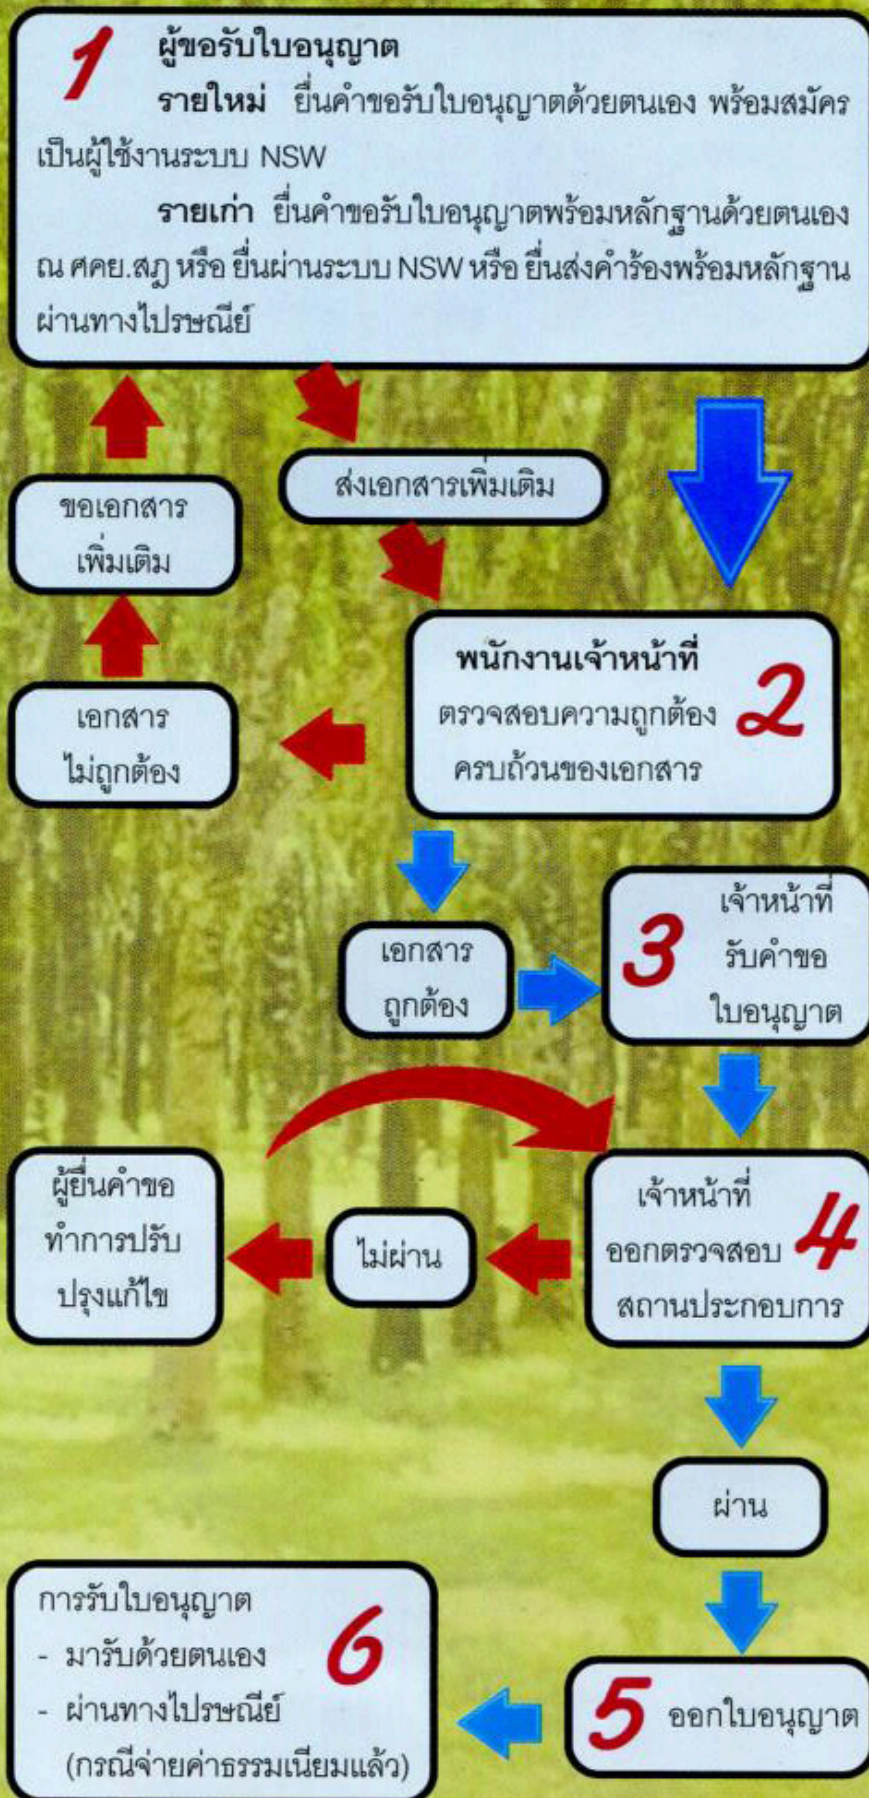 1 ผู้ขอรับใบอนุญาต
รายใหม่ ยื่นคำขอรับใบอนุญาตด้วยตนเอง พร้อมสมัคร
เป็นผู้ใช้งานระบบ NSW
รายเก่า ยื่นคำขอรับใบอนุญาตพร้อมหลักฐานด้วยตนเอง
ณ ศคย.สฎ หรือ ยื่นผ่านระบบ NSW หรือ ยื่นส่งคำร้องพร้อมหลักฐาน
ผ่านทางไปรษณีย์
ส่งเอกสารเพิ่มเติม
ขอเอกสาร
เพิ่มเติม
พนักงานเจ้าหน้าที่
ตรวจสอบความถูกต้อง 2
ครบถ้วนของเอกสาร
เอกสาร
ไม่ถูกต้อง
เอกสาร
ถูกต้อง
เจ้าหน้าที่
3 รับคำขอ
ใบอนุญาต
เจ้าหน้าที่
ออกตรวจสอบ 4
สถานประกอบการ
ไม่ผ่าน
ผู้ยื่นคำขอ
ทำการปรับ
ปรุงแก้ไข
ผ่าน
5 ออกใบอนุญาต
การรับใบอนุญาต
- มารับด้วยตนเอง 6
- ผ่านทางไปรษณีย์
(กรณีจ่ายค่าธรรมเนียมแล้ว)